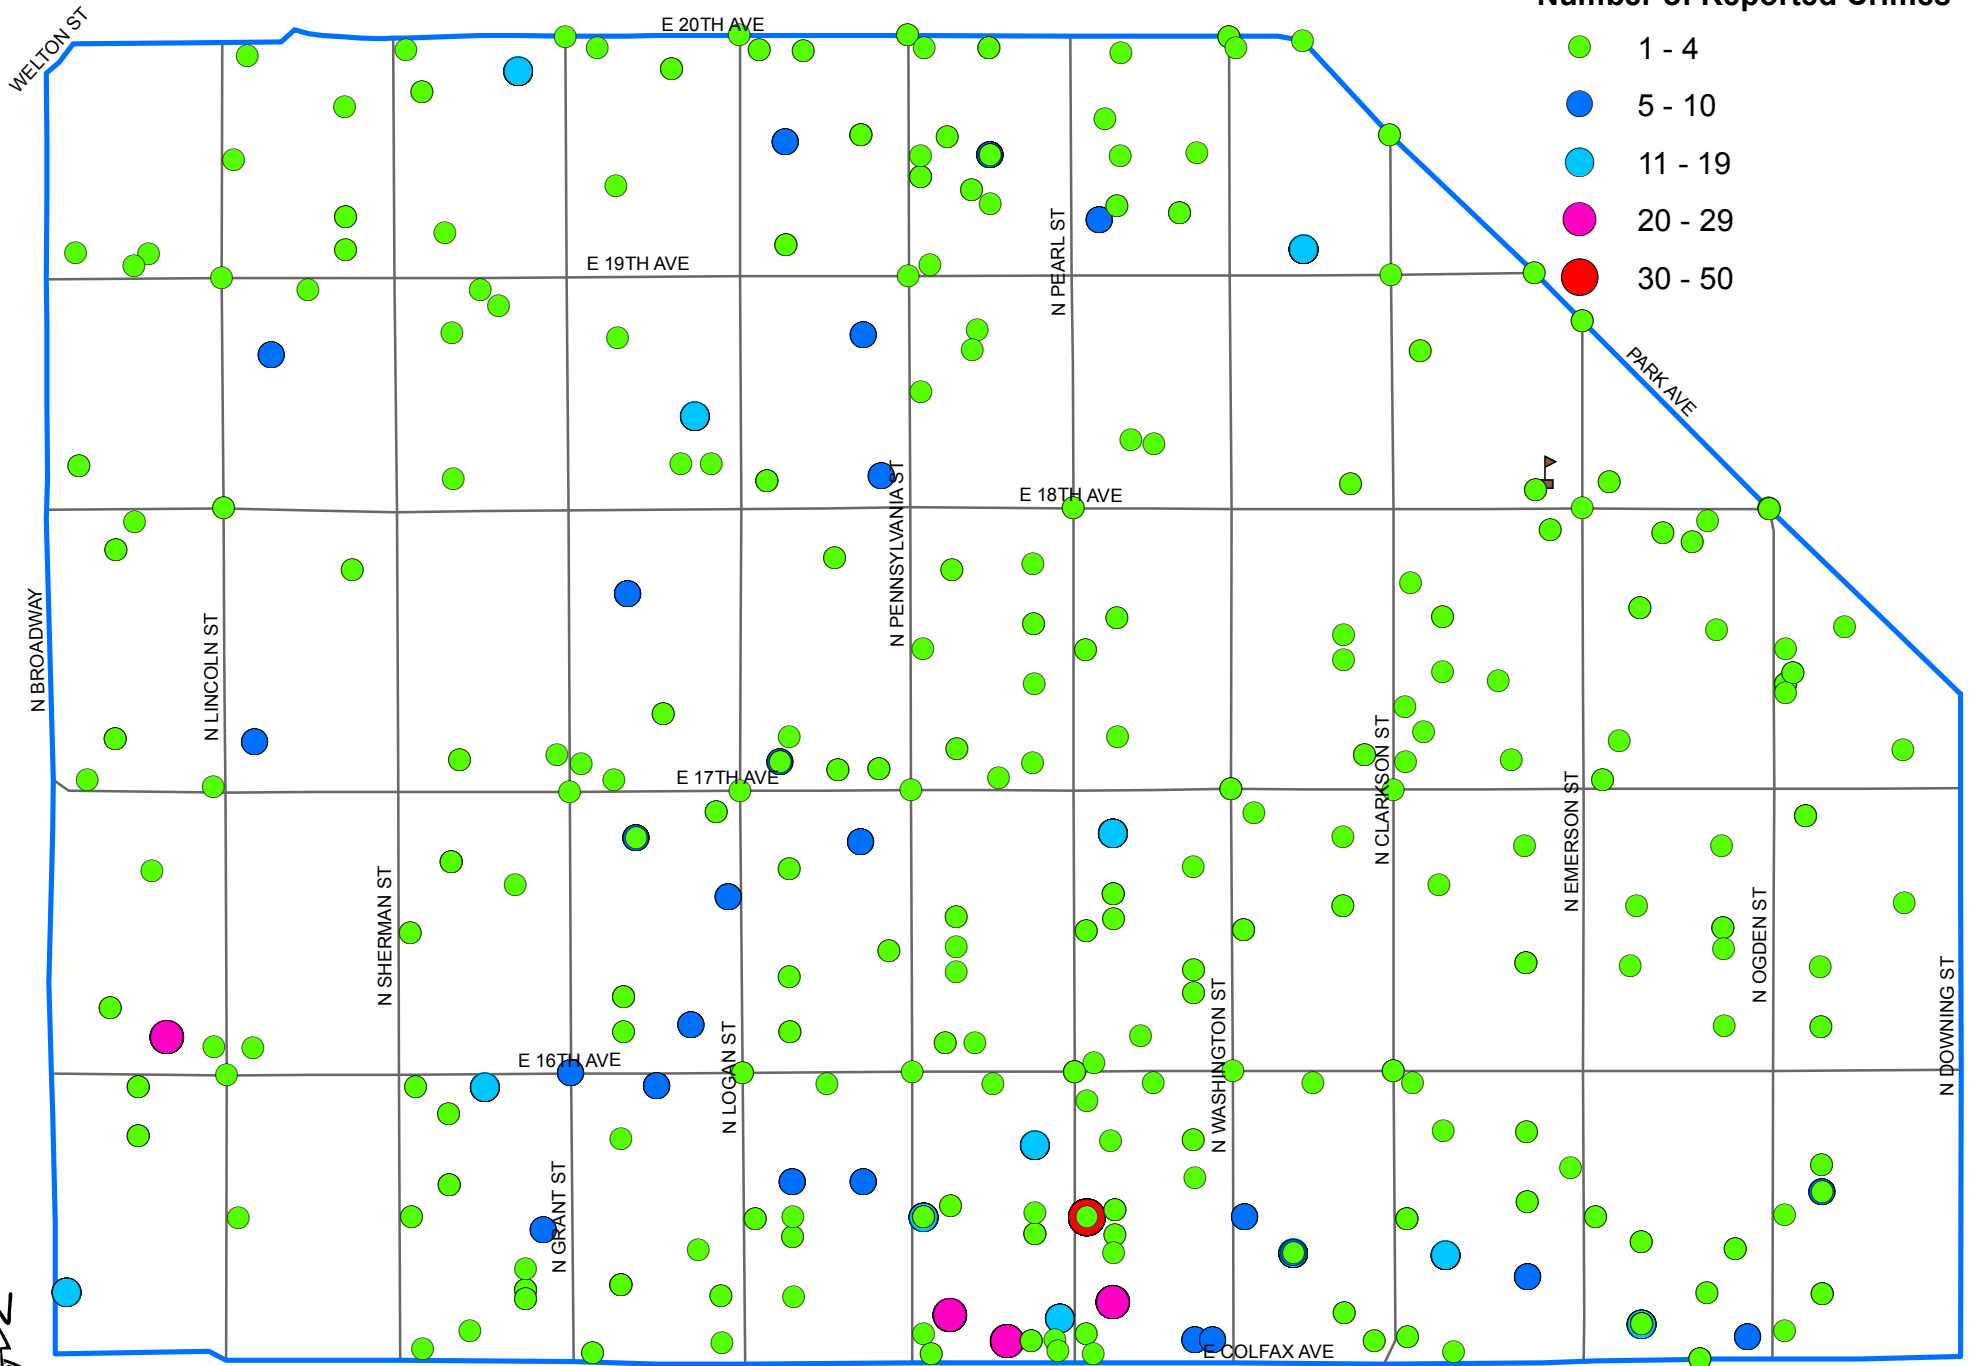 Number of Reported Crimes
1 - 4
5 - 10
11 - 19
20 - 29
30 - 50
WELTON ST
E 20TH AVE
E 19TH AVE
N PEARL ST
PARK AVE
E 18TH AVE
N PENNSYLVANIA ST
N BROADWAY
N LINCOLN ST
E 17TH AVE
N CLARKSON ST
N EMERSON ST
N SHERMAN ST
N OGDEN ST
N DOWNING ST
N WASHINGTON ST
N LOGAN ST
E 16TH AVE
N GRANT ST
E COLFAX AVE